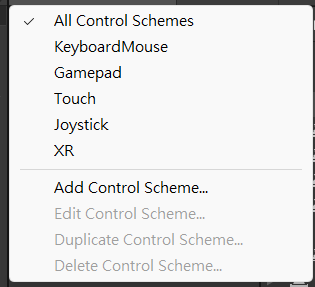 All Control Schemes
KeyboardMouse
Gamepad
Touch
Joystick
XR
Add Control Scheme...
Edit Control Scheme...
Duplicate Control Scheme...
Delete Control Scheme...